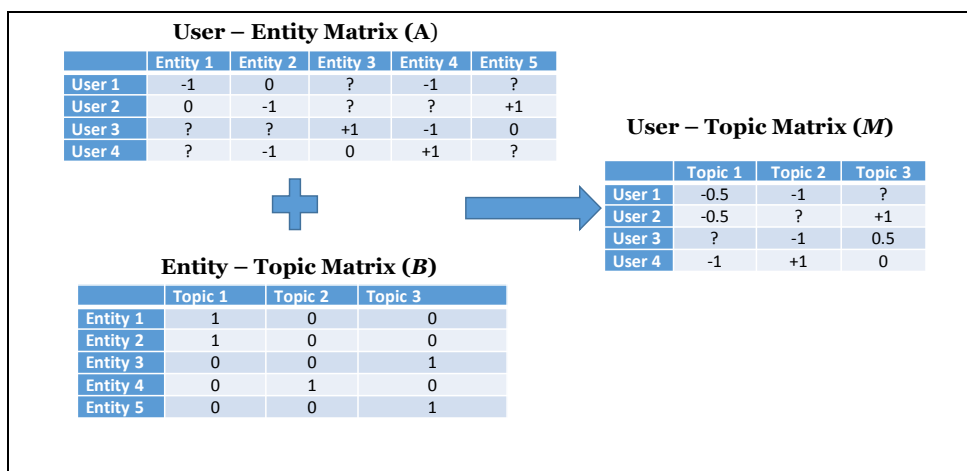 User – Entity Matrix (A)
Entity 1 Entity 2 Entity 3 Entity 4 Entity 5
User 1 -1 0 ? -1 ?
User 2 0 -1 ? ? +1
User 3 ? ? +1 -1 0
User 4 ? -1 0 +1 ?
User – Topic Matrix (M)
Topic 1 Topic 2 Topic 3
User 1 -0.5 -1 ?
User 2 -0.5 ? +1
User 3 ? -1 0.5
User 4 -1 +1 0
Entity – Topic Matrix (B)
Topic 1 Topic 2 Topic 3
Entity 1 1 0 0
Entity 2 1 0 0
Entity 3 0 0 1
Entity 4 0 1 0
Entity 5 0 0 1